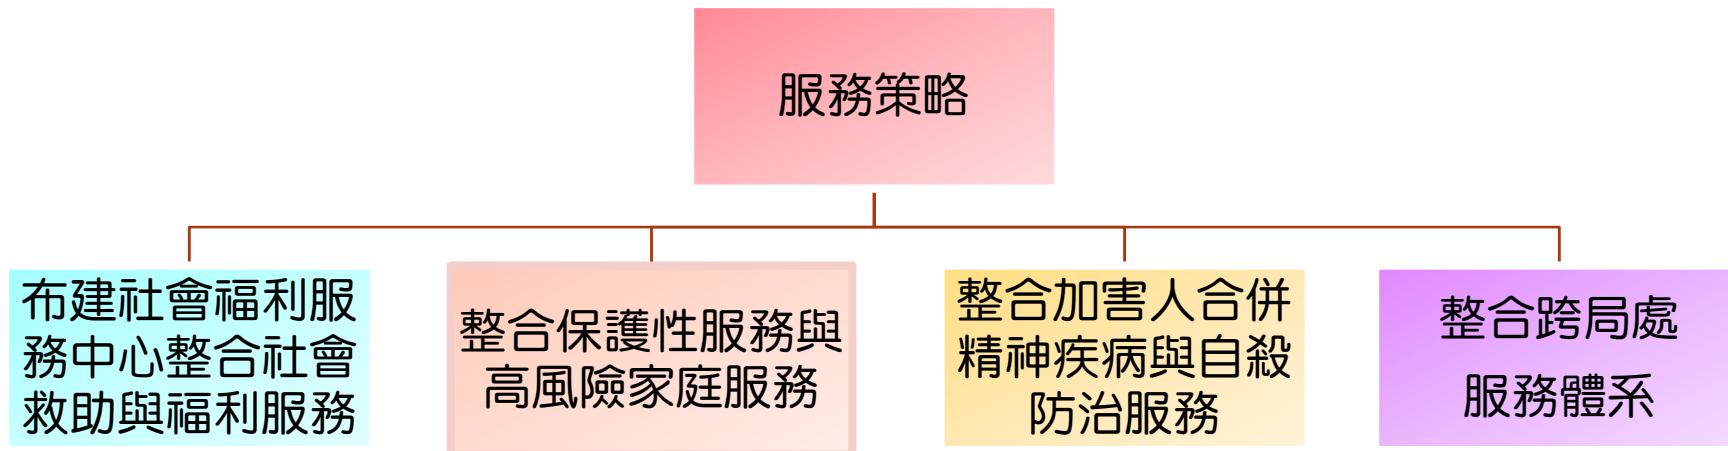 服務策略
布建社會福利服
務中心整合社會
救助與福利服務
整合保護性服務與
高風險家庭服務
整合加害人合併
精神疾病與自殺
防治服務
整合跨局處
服務體系